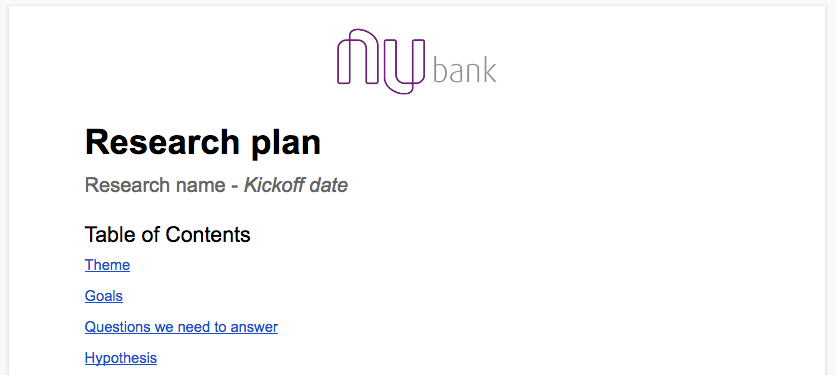 nu bank
Research plan
Research name - Kickoff date
Table of Contents
Theme
Goals
Questions we need to answer
Hypothesis